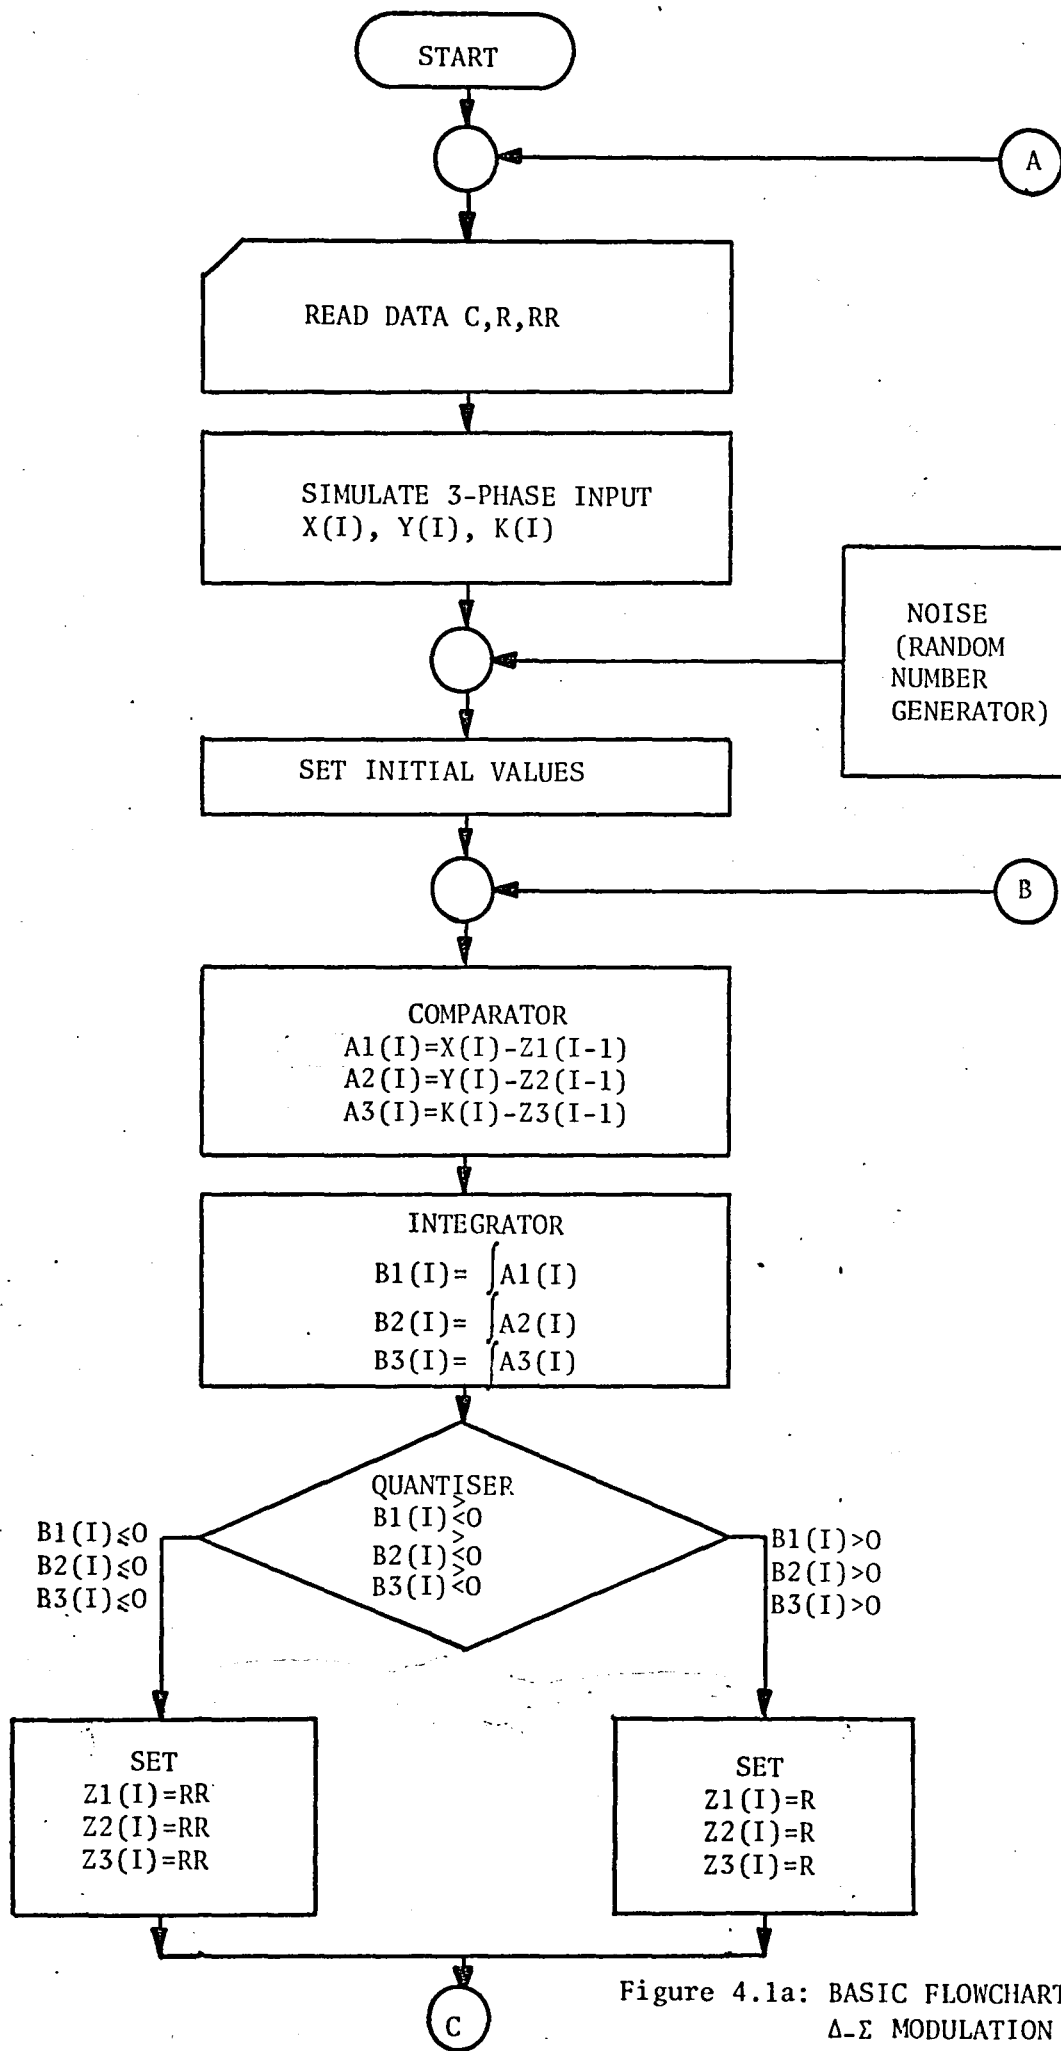 START
A
READ DATA C,R,RR
SIMULATE 3-PHASE INPUT
X(I), Y(I), K(I)
NOISE
(RANDOM
NUMBER
GENERATOR)
SET INITIAL VALUES
B
COMPARATOR
A1(I)=X(I)-Z1(I-1)
A2(I)=Y(I)-Z2(I-1)
A3(I)=K(I)-Z3(I-1)
INTEGRATOR
B1(I)= ∫A1(I)
B2(I)= ∫A2(I)
B3(I)= ∫A3(I)
QUANTISER
B1(I)≷0
B2(I)≷0
B3(I)≷0
B1(I)⩽0
B2(I)⩽0
B3(I)⩽0
B1(I)>0
B2(I)>0
B3(I)>0
SET
Z1(I)=RR
Z2(I)=RR
Z3(I)=RR
SET
Z1(I)=R
Z2(I)=R
Z3(I)=R
C
Figure 4.1a: BASIC FLOWCHART
Δ-Σ MODULATION